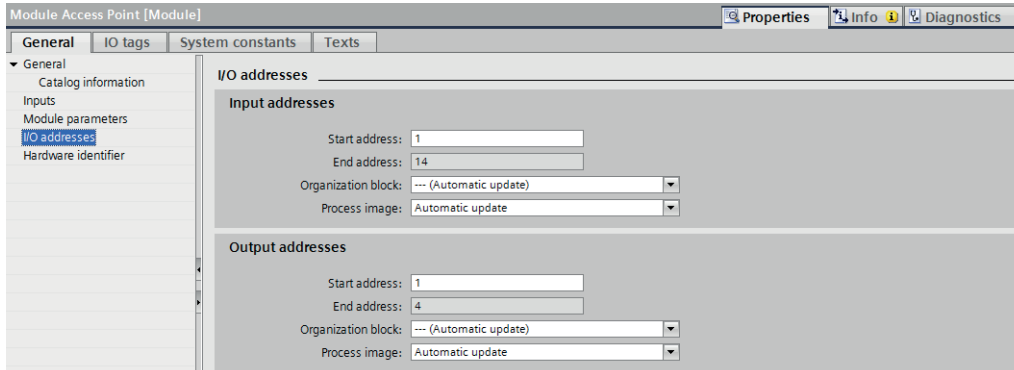 Module Access Point [Module]
Properties
Info
Diagnostics
General
IO tags
System constants
Texts
General
Catalog information
Inputs
Module parameters
I/O addresses
Hardware identifier
I/O addresses
Input addresses
Start address: 1
End address: 14
Organization block: --- (Automatic update)
Process image: Automatic update
Output addresses
Start address: 1
End address: 4
Organization block: --- (Automatic update)
Process image: Automatic update